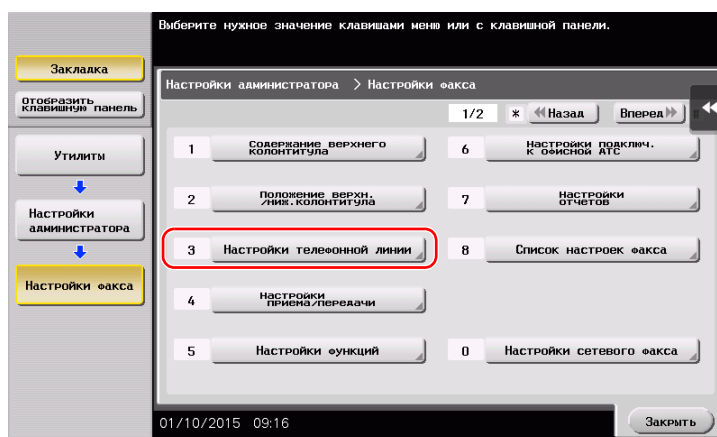 Выберите нужное значение клавишами меню или с клавишной панели.
Закладка
Отобразить
клавишную панель
Утилиты
Настройки
администратора
Настройки факса
Настройки администратора > Настройки факса
1/2 * Назад Вперед
1 Содержание верхнего
колонтитула
6 Настройки подключ.
к офисной АТС
2 Положение верхн.
/ниж.колонтитула
7 Настройки
отчетов
3 Настройки телефонной линии
8 Список настроек факса
4 Настройки
приема/передачи
5 Настройки функций
0 Настройки сетевого факса
01/10/2015 09:16
Закрыть